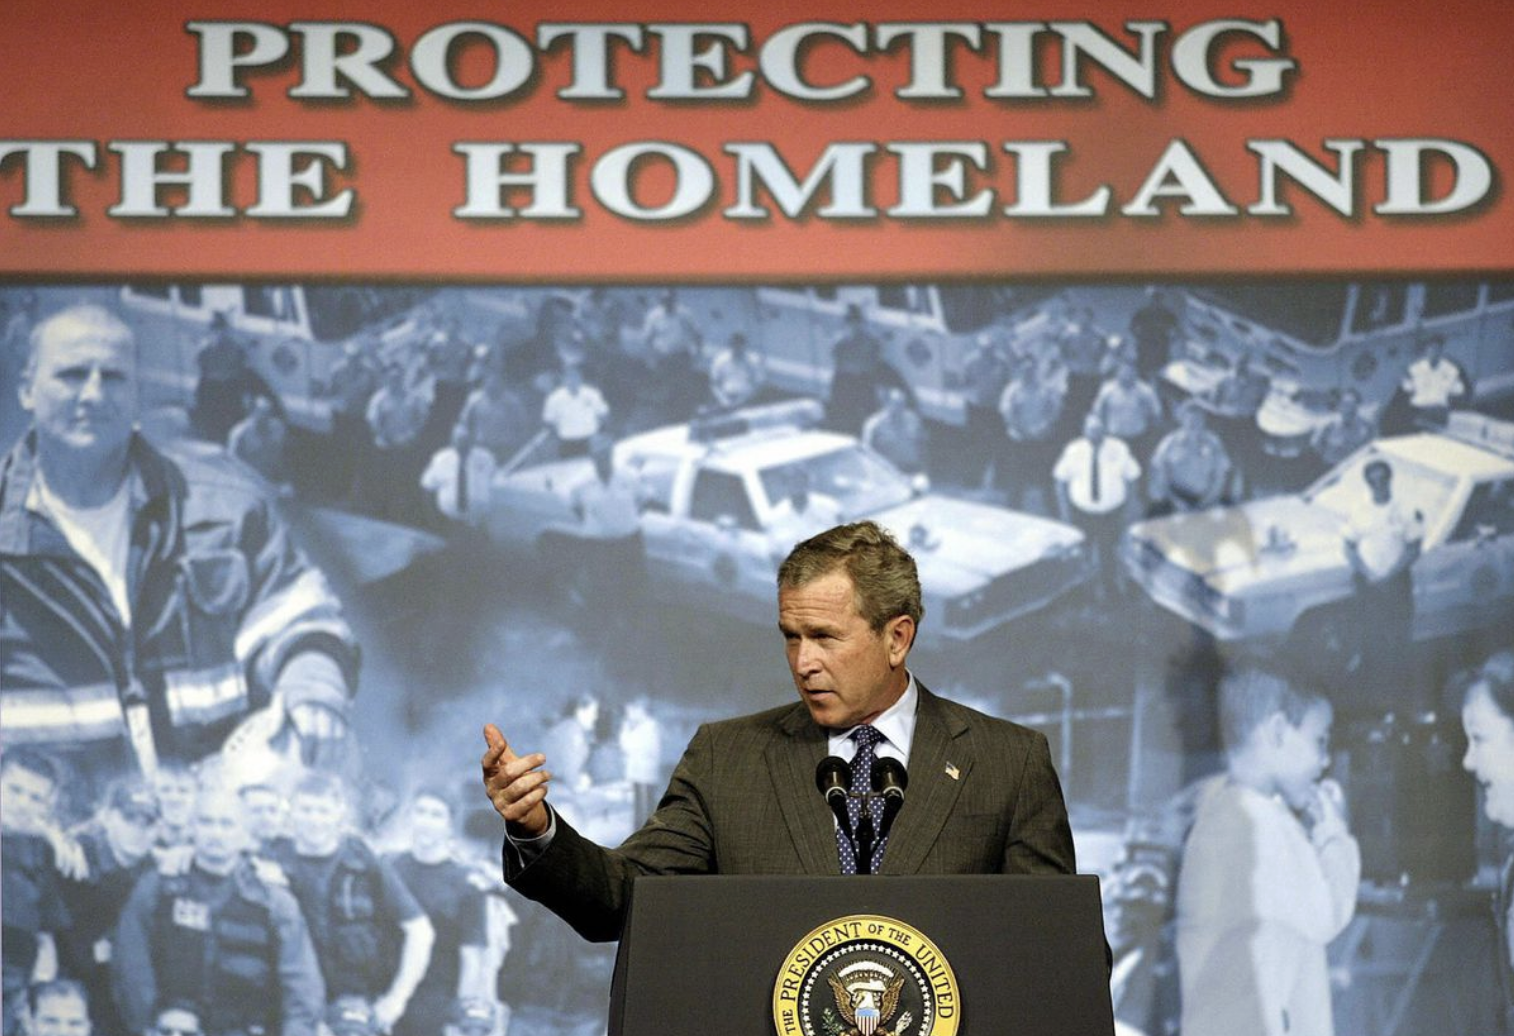 PROTECTING
THE HOMELAND
THE PRESIDENT OF THE UNITED